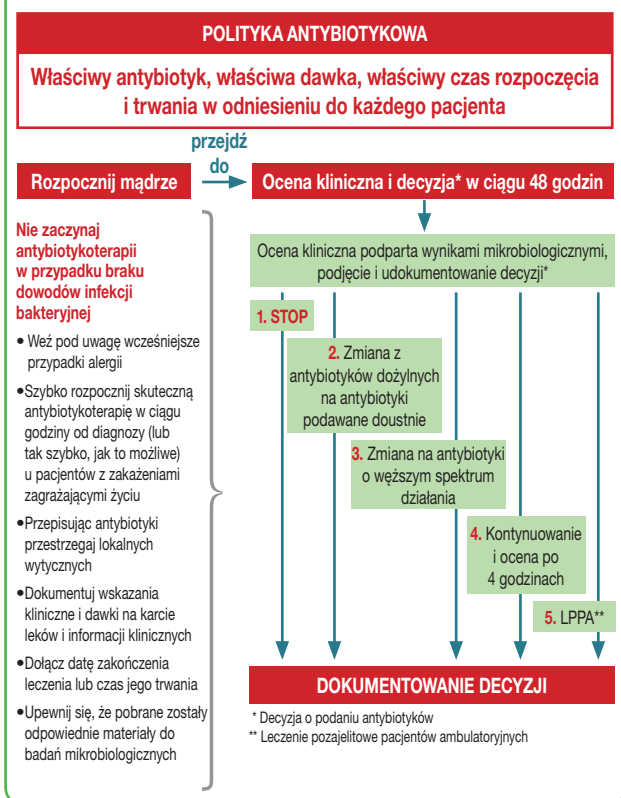 POLITYKA ANTYBIOTYKOWA
Właściwy antybiotyk, właściwa dawka, właściwy czas rozpoczęcia
i trwania w odniesieniu do każdego pacjenta
przejdź
do
Rozpocznij mądrze
Ocena kliniczna i decyzja* w ciągu 48 godzin
Nie zaczynaj
antybiotykoterapii
w przypadku braku
dowodów infekcji
bakteryjnej
• Weź pod uwagę wcześniejsze
przypadki alergii
•Szybko rozpocznij skuteczną
antybiotykoterapię w ciągu
godziny od diagnozy (lub
tak szybko, jak to możliwe)
u pacjentów z zakażeniami
zagrażającymi życiu
•Przepisując antybiotyki
przestrzegaj lokalnych
wytycznych
•Dokumentuj wskazania
kliniczne i dawki na karcie
leków i informacji klinicznych
•Dołącz datę zakończenia
leczenia lub czas jego trwania
•Upewnij się, że pobrane zostały
odpowiednie materiały do
badań mikrobiologicznych
Ocena kliniczna podparta wynikami mikrobiologicznymi,
podjęcie i udokumentowanie decyzji*
1. STOP
2. Zmiana z
antybiotyków dożylnych
na antybiotyki
podawane doustnie
3. Zmiana na antybiotyki
o węższym spektrum
działania
4. Kontynuowanie
i ocena po
4 godzinach
5. LPPA**
DOKUMENTOWANIE DECYZJI
* Decyzja o podaniu antybiotyków
** Leczenie pozajelitowe pacjentów ambulatoryjnych